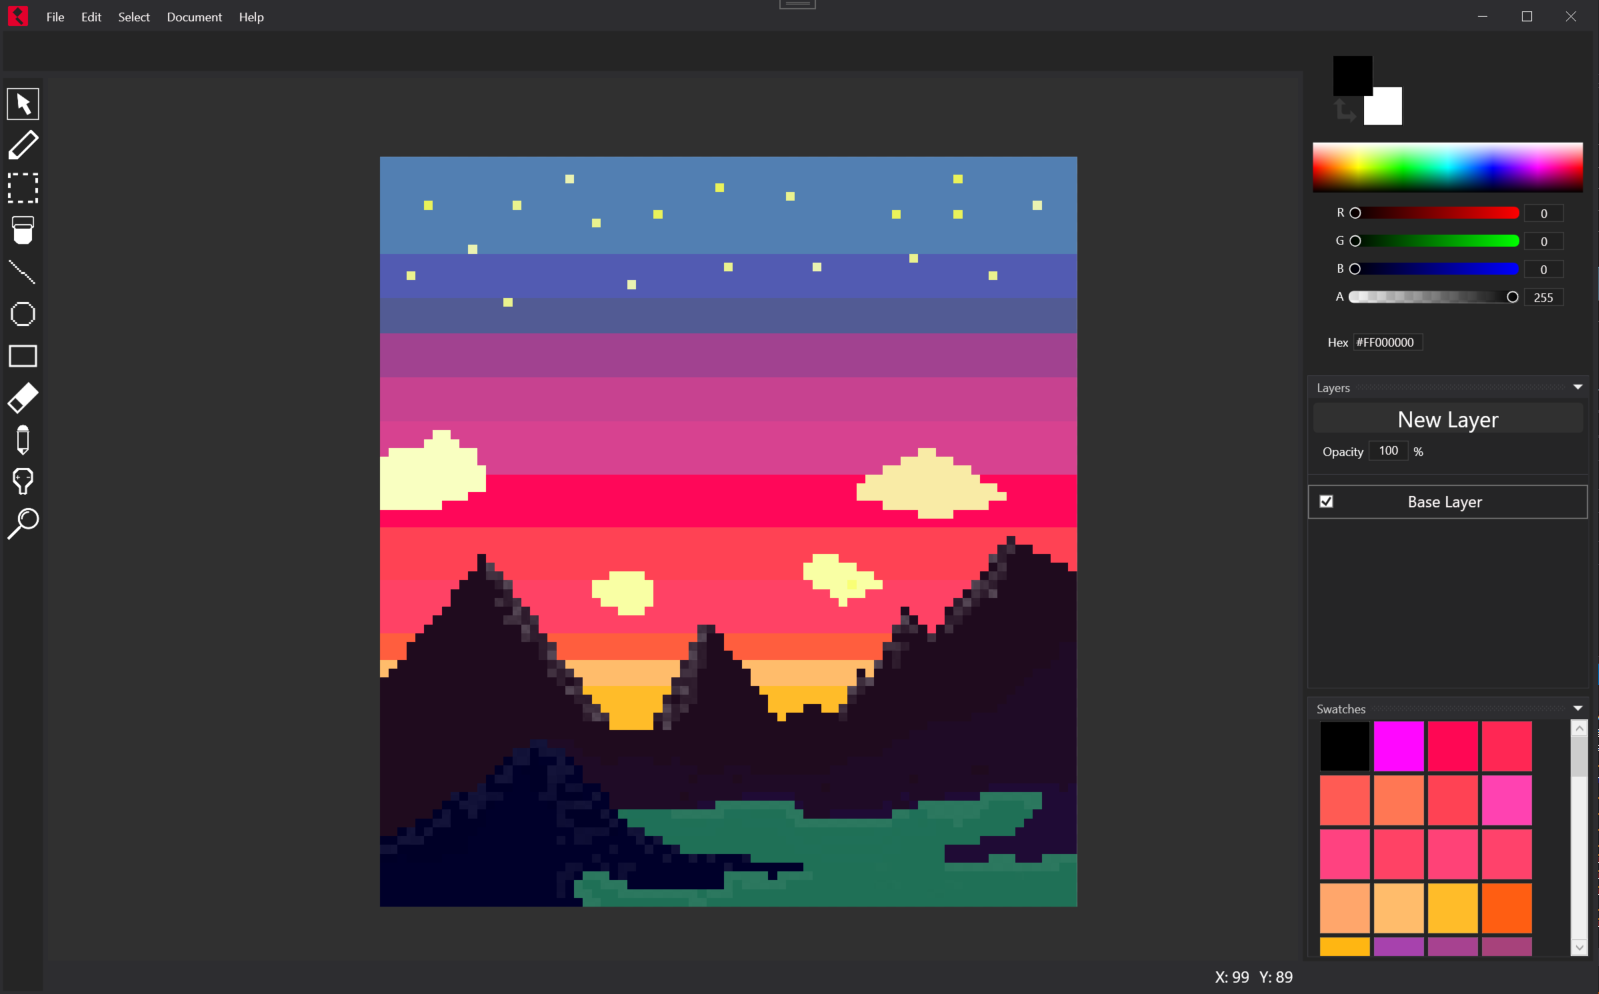 File Edit Select Document Help
R 0
G 0
B 0
A 255
Hex #FF000000
Layers
New Layer
Opacity 100 %
Base Layer
Swatches
X: 99 Y: 89